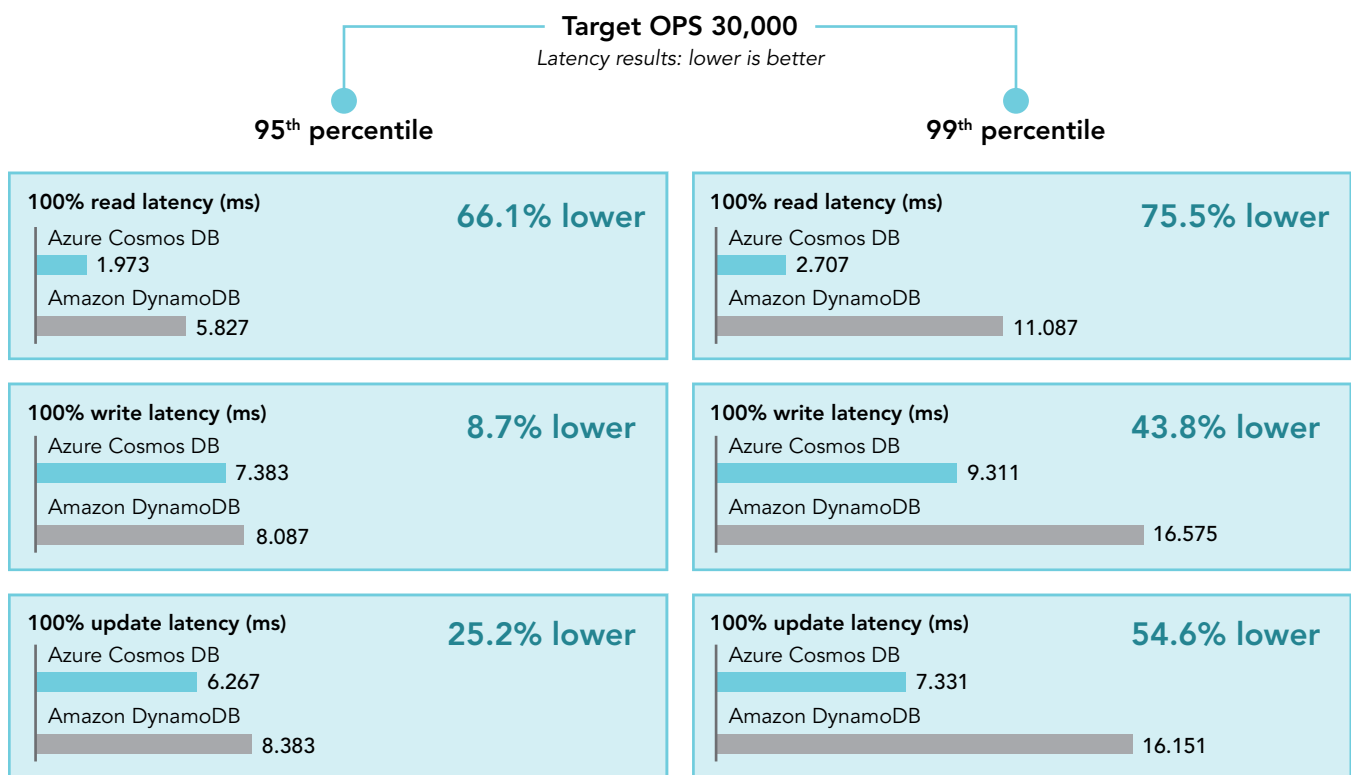 Target OPS 30,000
Latency results: lower is better
95th percentile
100% read latency (ms)
66.1% lower
Azure Cosmos DB
1.973
Amazon DynamoDB
5.827
100% write latency (ms)
8.7% lower
Azure Cosmos DB
7.383
Amazon DynamoDB
8.087
100% update latency (ms)
25.2% lower
Azure Cosmos DB
6.267
Amazon DynamoDB
8.383
99th percentile
100% read latency (ms)
75.5% lower
Azure Cosmos DB
2.707
Amazon DynamoDB
11.087
100% write latency (ms)
43.8% lower
Azure Cosmos DB
9.311
Amazon DynamoDB
16.575
100% update latency (ms)
54.6% lower
Azure Cosmos DB
7.331
Amazon DynamoDB
16.151